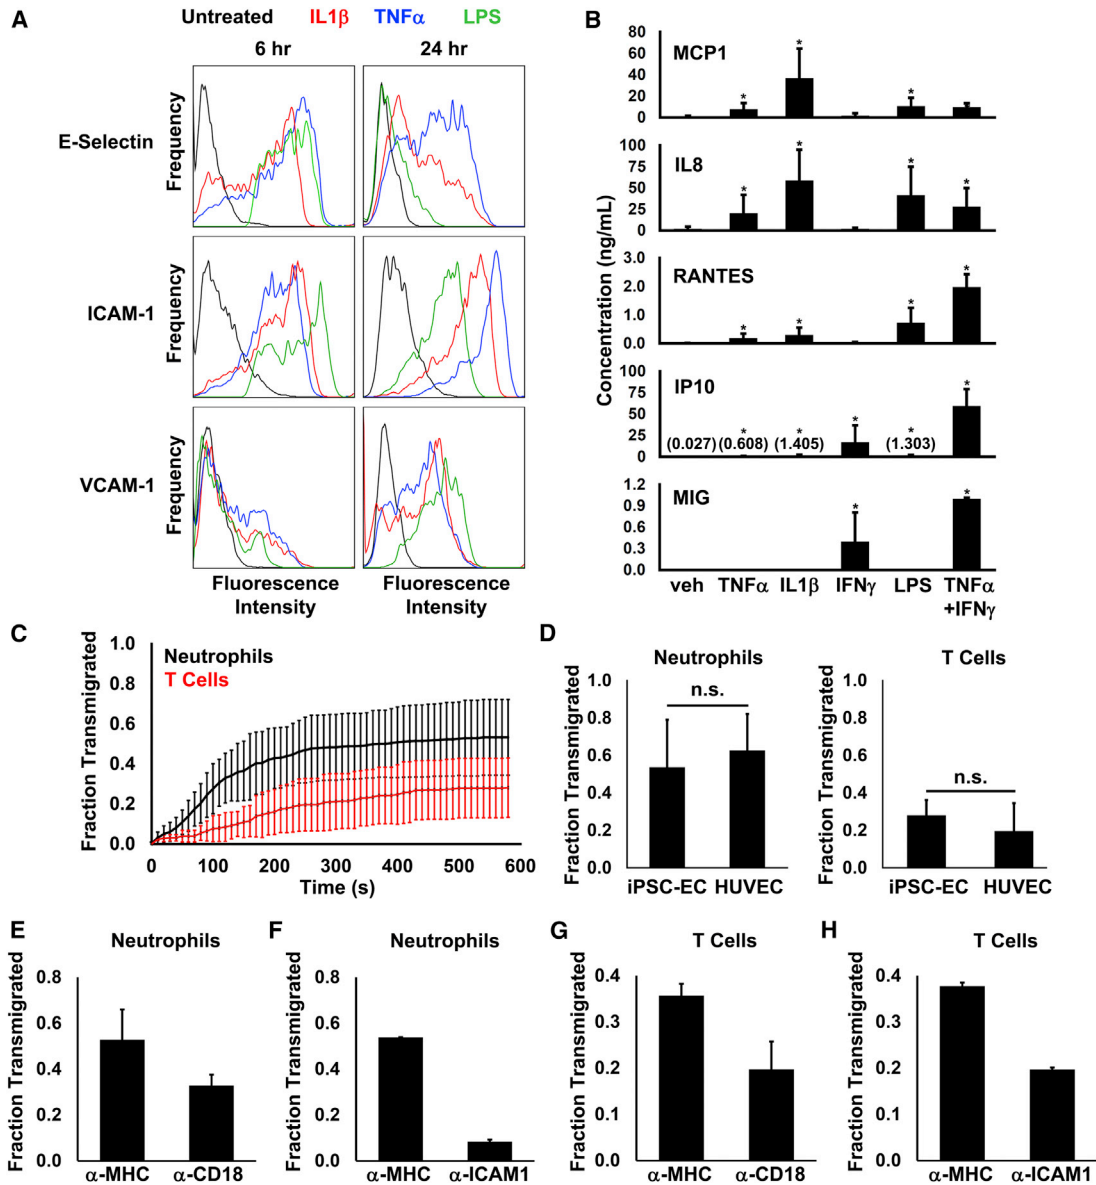 A
Untreated IL1β TNFα LPS
6 hr 24 hr
E-Selectin
Frequency
ICAM-1
Frequency
VCAM-1
Frequency
Fluorescence Intensity
Fluorescence Intensity
B
Concentration (ng/mL)
MCP1
80
60
40
20
0
* * *
IL8
100
75
50
25
0
* * * *
RANTES
3.0
2.0
1.0
0.0
* * * *
IP10
100
75
50
25
0
* * * * *
(0.027) (0.608) (1.405) (1.303)
MIG
1.2
0.9
0.6
0.3
0.0
* *
veh TNFα IL1β IFNγ LPS TNFα
+IFNγ
C
Fraction Transmigrated
Neutrophils
T Cells
1.0
0.8
0.6
0.4
0.2
0.0
0 100 200 300 400 500 600
Time (s)
D
Neutrophils
Fraction Transmigrated
1.0
0.8
0.6
0.4
0.2
0.0
n.s.
iPSC-EC HUVEC
T Cells
Fraction Transmigrated
1.0
0.8
0.6
0.4
0.2
0.0
n.s.
iPSC-EC HUVEC
E
Neutrophils
Fraction Transmigrated
0.8
0.6
0.4
0.2
0.0
α-MHC α-CD18
F
Neutrophils
Fraction Transmigrated
0.8
0.6
0.4
0.2
0.0
α-MHC α-ICAM1
G
T Cells
Fraction Transmigrated
0.4
0.3
0.2
0.1
0.0
α-MHC α-CD18
H
T Cells
Fraction Transmigrated
0.4
0.3
0.2
0.1
0.0
α-MHC α-ICAM1